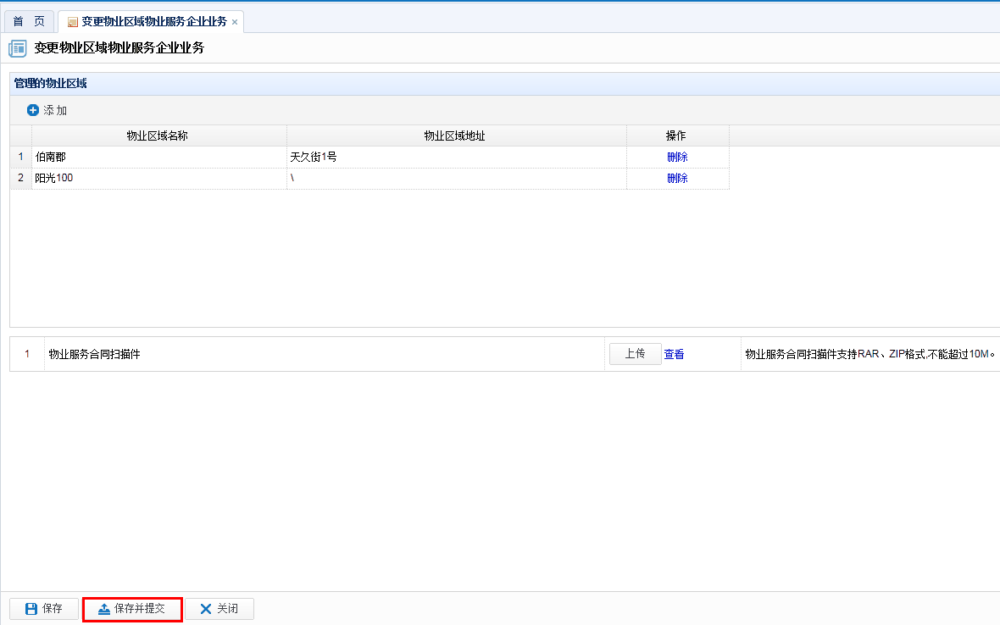 首 页 变更物业区域物业服务企业业务 ×
变更物业区域物业服务企业业务
管理的物业区域
添加
物业区域名称 物业区域地址 操作
1 伯南郡 天久街1号 删除
2 阳光100 \ 删除
1 物业服务合同扫描件 上传 查看 物业服务合同扫描件支持RAR、ZIP格式,不能超过10M。
保存 保存并提交 关闭